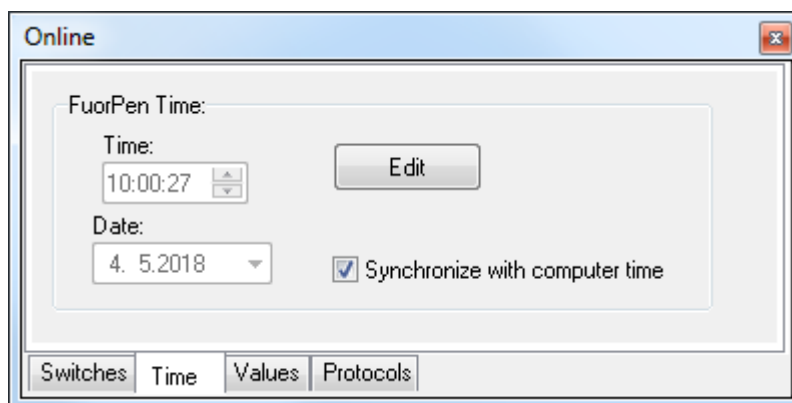 Online
FuorPen Time:
Time:
10:00:27
Edit
Date:
4. 5.2018
Synchronize with computer time
Switches Time Values Protocols